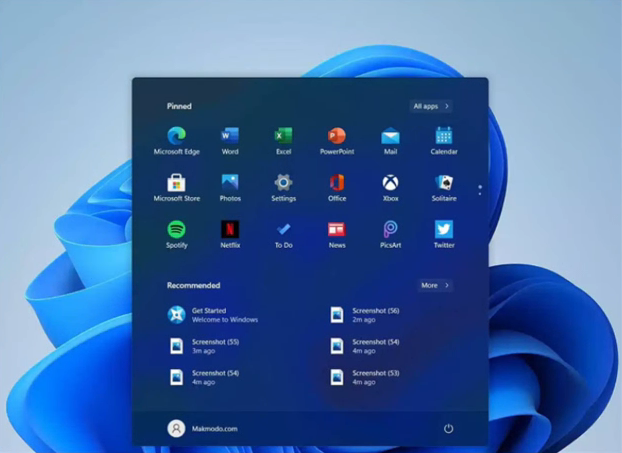 Pinned
All apps
Microsoft Edge
Word
Excel
PowerPoint
Mail
Calendar
Microsoft Store
Photos
Settings
Office
Xbox
Solitaire
Spotify
Netflix
To Do
News
PicsArt
Twitter
Recommended
More
Get Started
Welcome to Windows
Screenshot (56)
2m ago
Screenshot (55)
3m ago
Screenshot (54)
4m ago
Screenshot (54)
4m ago
Screenshot (53)
4m ago
Makmodo.com